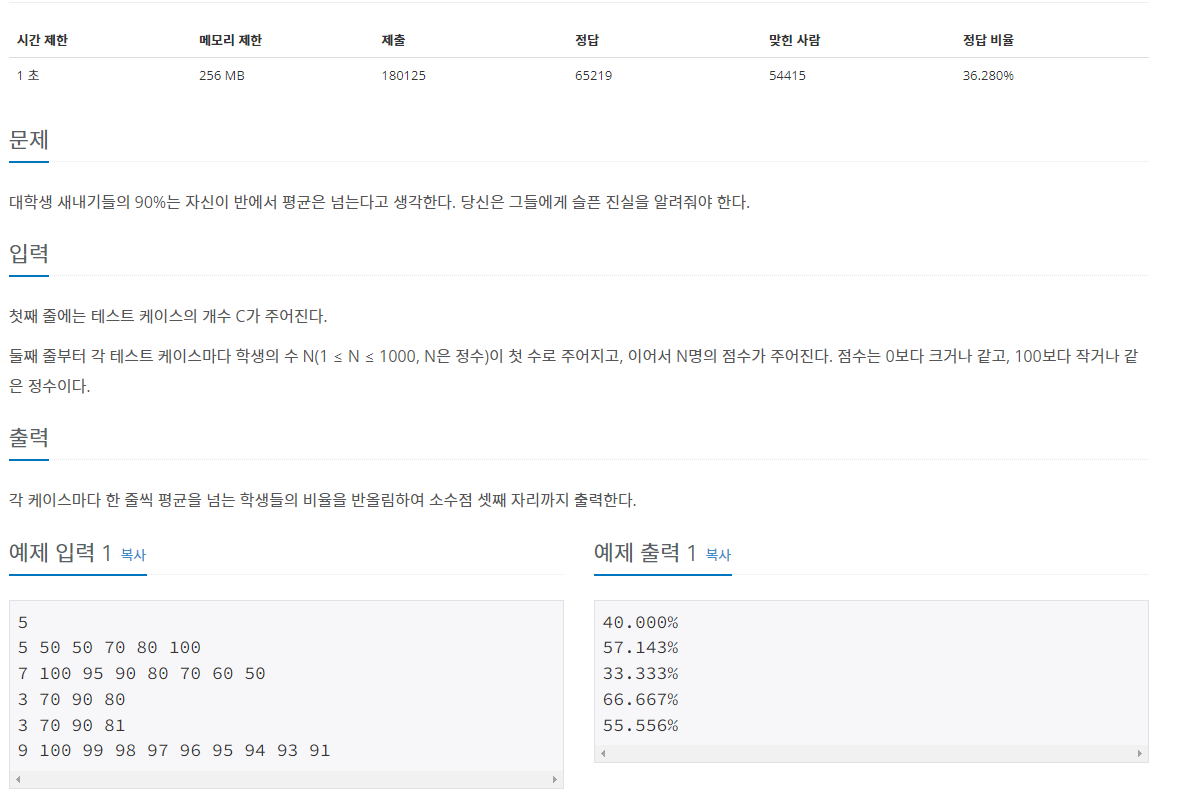 시간 제한 메모리 제한 제출 정답 맞힌 사람 정답 비율
1 초 256 MB 180125 65219 54415 36.280%
문제
대학생 새내기들의 90%는 자신이 반에서 평균은 넘는다고 생각한다. 당신은 그들에게 슬픈 진실을 알려줘야 한다.
입력
첫째 줄에는 테스트 케이스의 개수 C가 주어진다.
둘째 줄부터 각 테스트 케이스마다 학생의 수 N(1 ≤ N ≤ 1000, N은 정수)이 첫 수로 주어지고, 이어서 N명의 점수가 주어진다. 점수는 0보다 크거나 같고, 100보다 작거나 같
은 정수이다.
출력
각 케이스마다 한 줄씩 평균을 넘는 학생들의 비율을 반올림하여 소수점 셋째 자리까지 출력한다.
예제 입력 1 복사
5
5 50 50 70 80 100
7 100 95 90 80 70 60 50
3 70 90 80
3 70 90 81
9 100 99 98 97 96 95 94 93 91
예제 출력 1 복사
40.000%
57.143%
33.333%
66.667%
55.556%